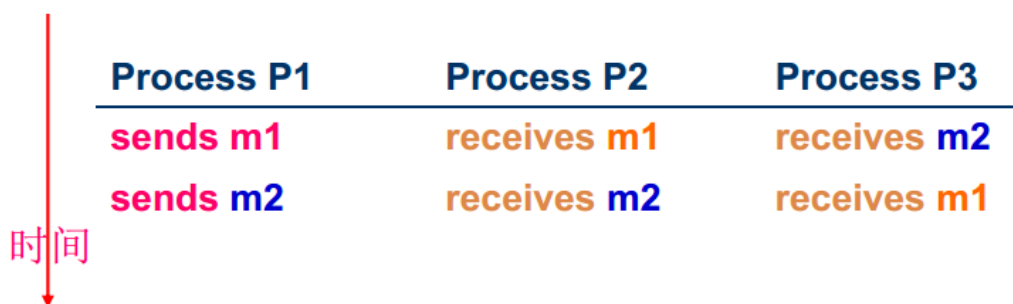 Process P1 Process P2 Process P3
sends m1 receives m1 receives m2
sends m2 receives m2 receives m1
时间